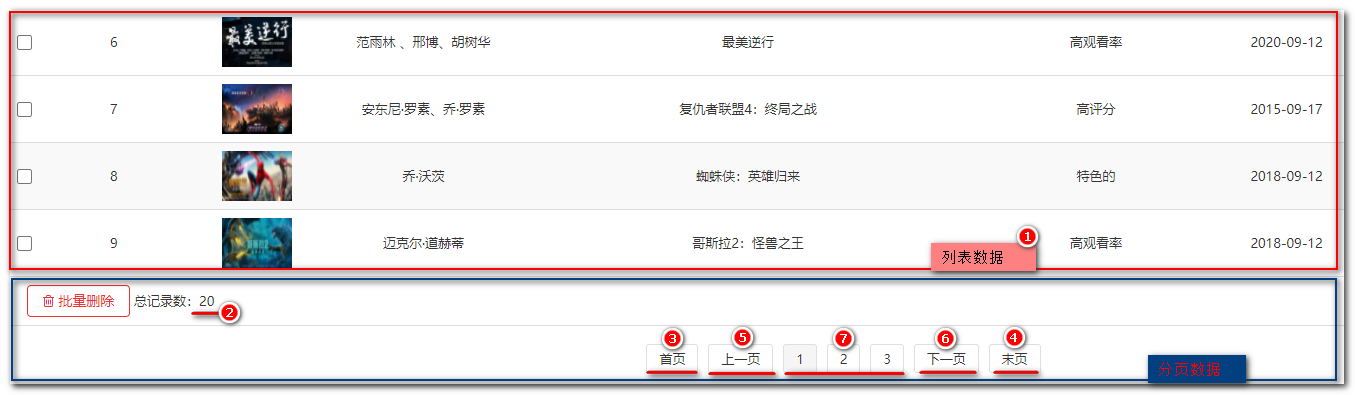 6 最美逆行 范雨林 、邢博、胡树华 最美逆行 高观看率 2020-09-12
7 安东尼·罗素、乔·罗素 复仇者联盟4：终局之战 高评分 2015-09-17
8 乔·沃茨 蜘蛛侠：英雄归来 特色的 2018-09-12
9 迈克尔·道赫蒂 哥斯拉2：怪兽之王 高观看率 2018-09-12
1
列表数据
批量删除 总记录数：20
2
3 5 7 6 4
首页 上一页 1 2 3 下一页 末页
分页数据